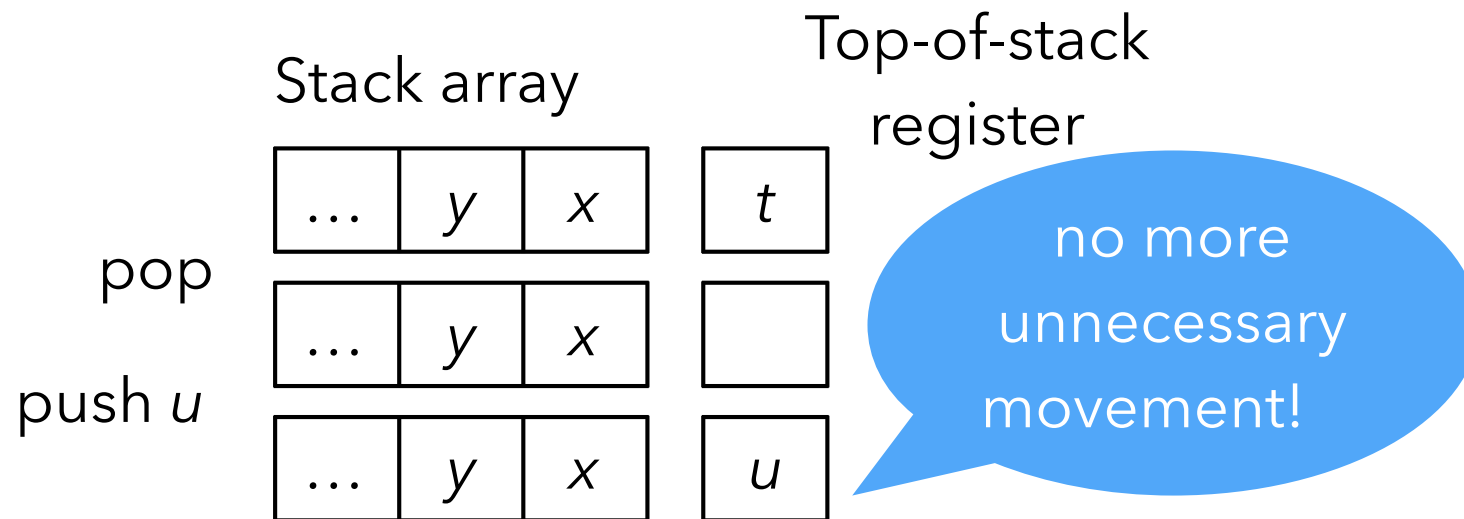 Top-of-stack
register
Stack array
… y x t
pop
… y x
push u
… y x u
no more
unnecessary
movement!